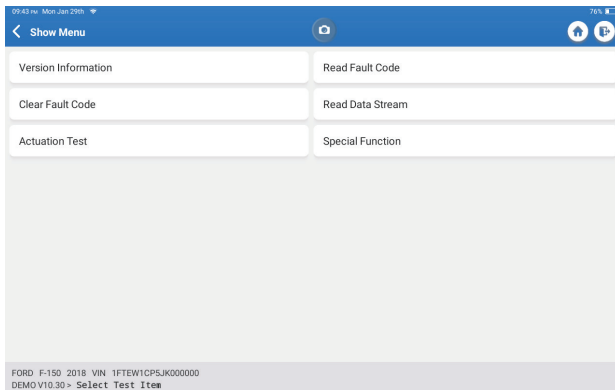 09:43 PM Mon Jan 29th 76%
Show Menu
Version Information Read Fault Code
Clear Fault Code Read Data Stream
Actuation Test Special Function
FORD F-150 2018 VIN 1FTEW1CP5JK000000
DEMO V10.30 > Select Test Item